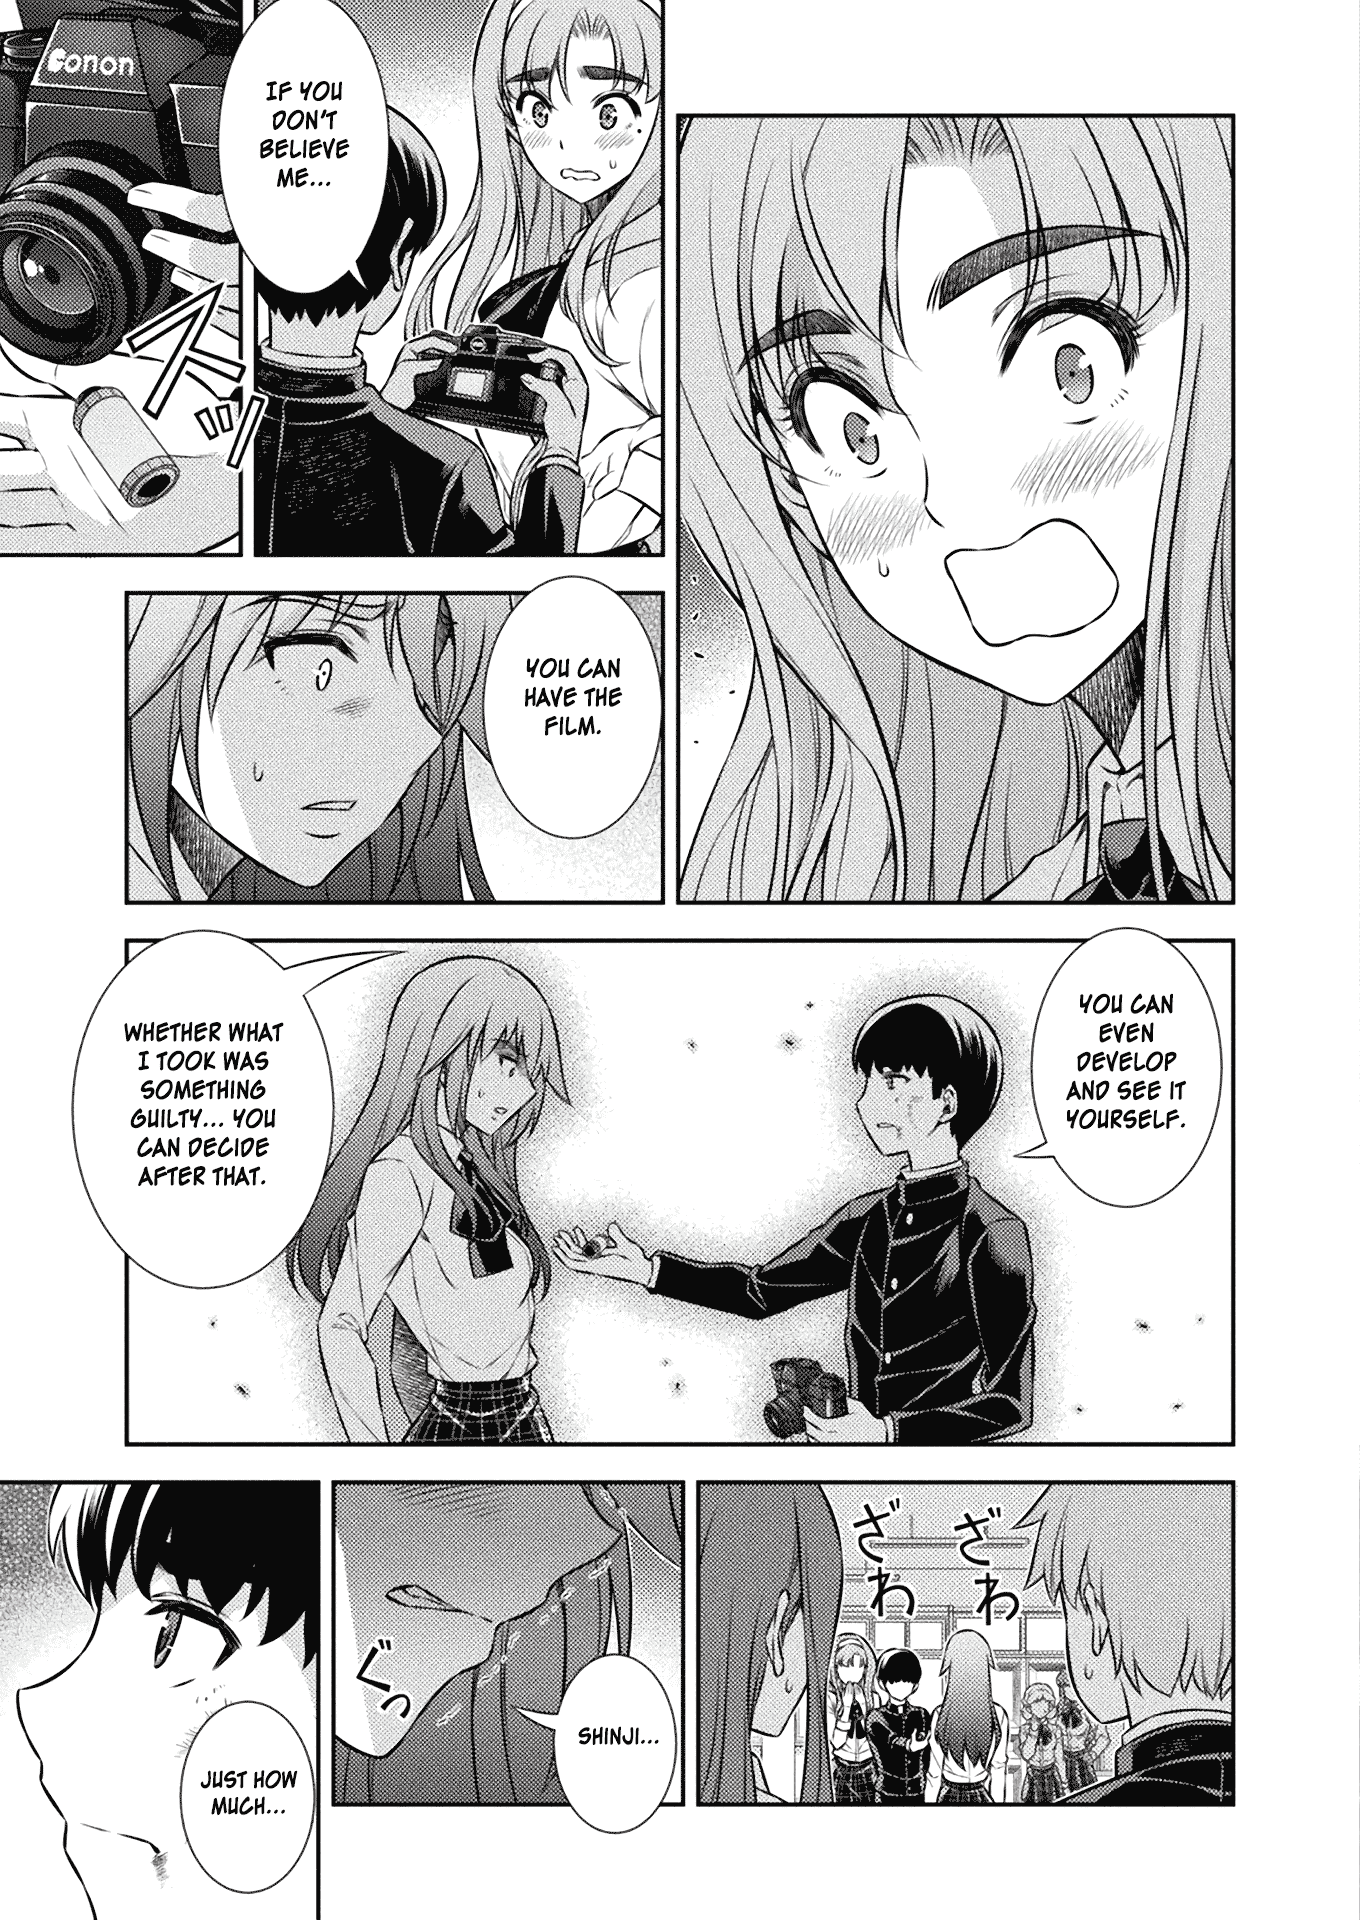 IF YOU
DON'T
BELIEVE
ME...
Conon
スッ
YOU CAN
HAVE THE
FILM.
YOU CAN
EVEN
DEVELOP
AND SEE IT
YOURSELF.
WHETHER WHAT
I TOOK WAS
SOMETHING
GUILTY... YOU
CAN DECIDE
AFTER THAT.
ざわ
ざわ
SHINJI...
ぐっ
JUST HOW
MUCH...